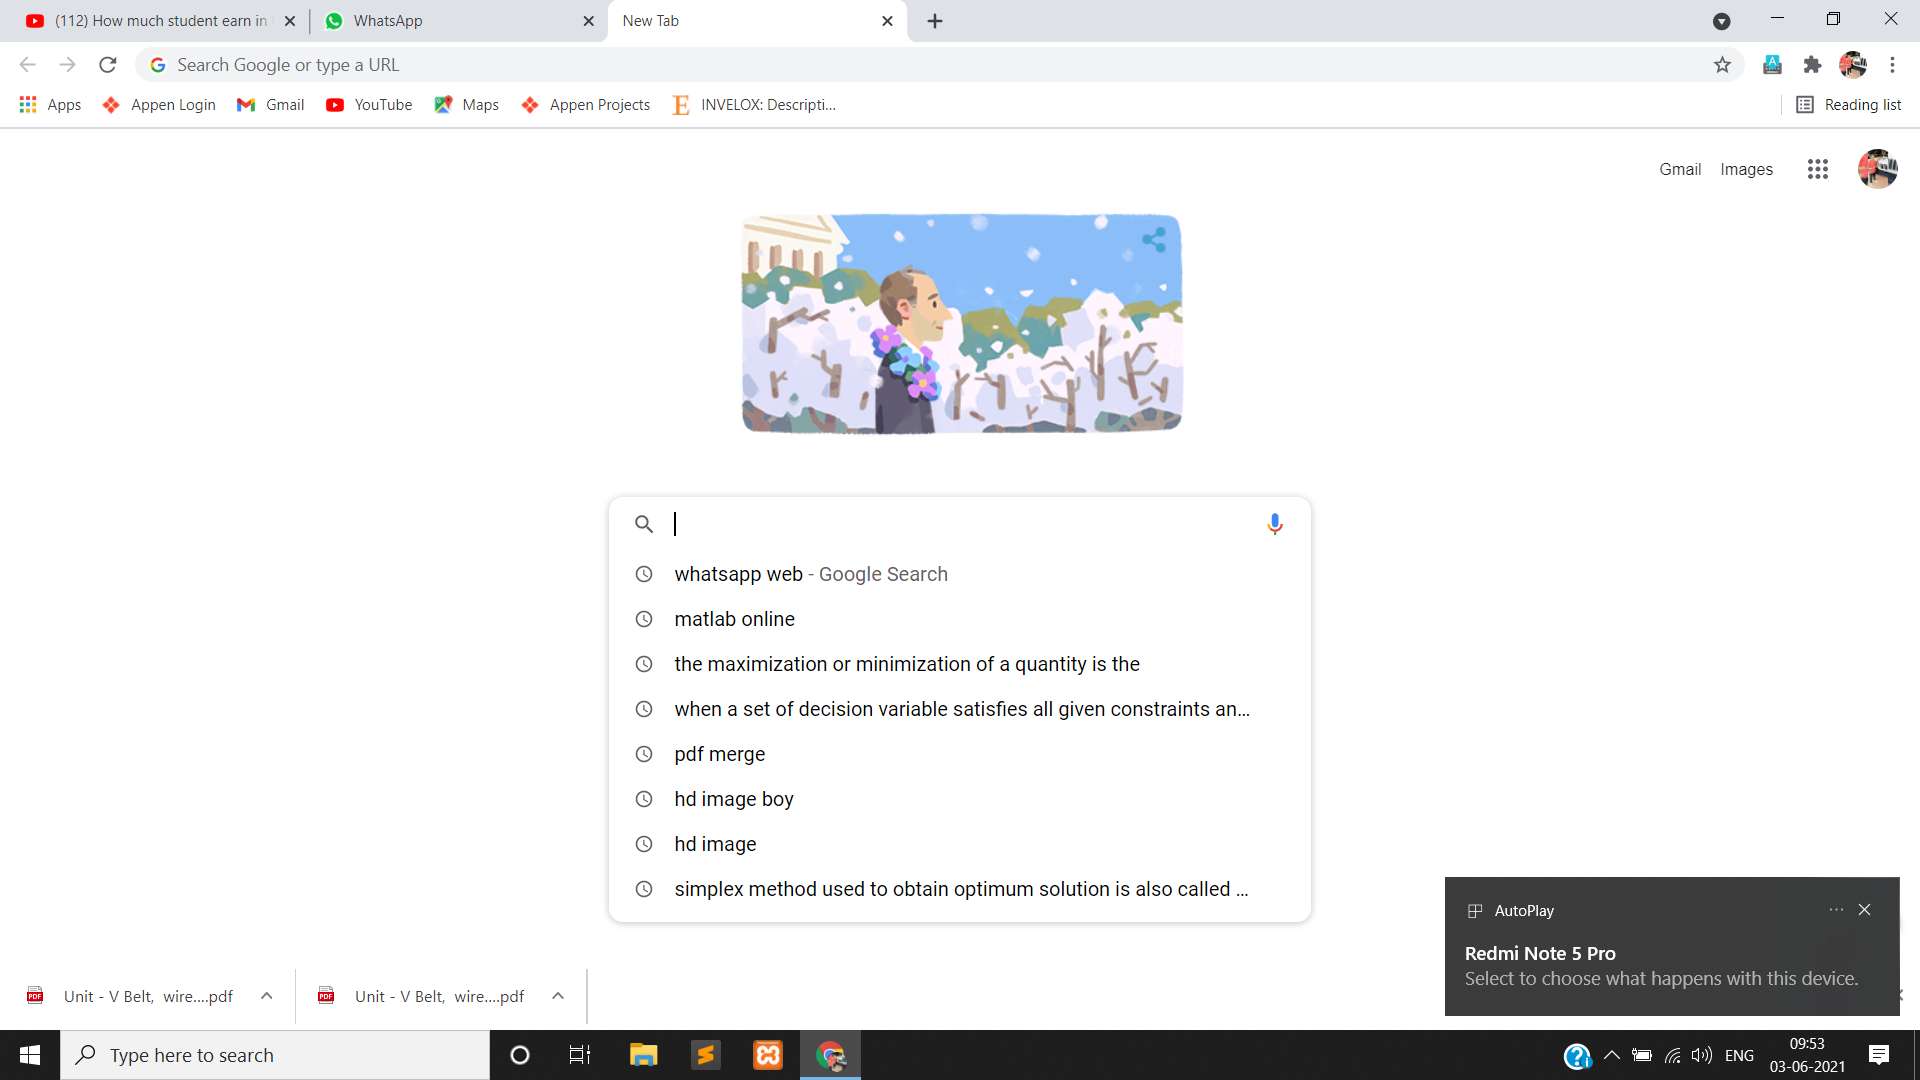 (112) How much student earn in
WhatsApp
New Tab
Search Google or type a URL
Apps
Appen Login
Gmail
YouTube
Maps
Appen Projects
INVELOX: Descripti...
Reading list
Gmail
Images
whatsapp web - Google Search
matlab online
the maximization or minimization of a quantity is the
when a set of decision variable satisfies all given constraints an...
pdf merge
hd image boy
hd image
simplex method used to obtain optimum solution is also called ...
AutoPlay
Redmi Note 5 Pro
Select to choose what happens with this device.
Unit - V Belt, wire....pdf
Unit - V Belt, wire....pdf
Type here to search
ENG
09:53
03-06-2021